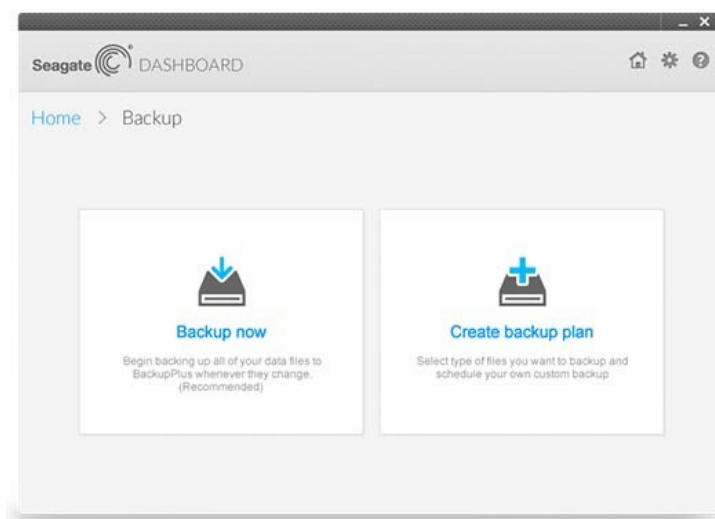 Seagate DASHBOARD
Home > Backup
Backup now
Begin backing up all of your data files to
BackupPlus whenever they change.
(Recommended)
Create backup plan
Select type of files you want to backup and
schedule your own custom backup